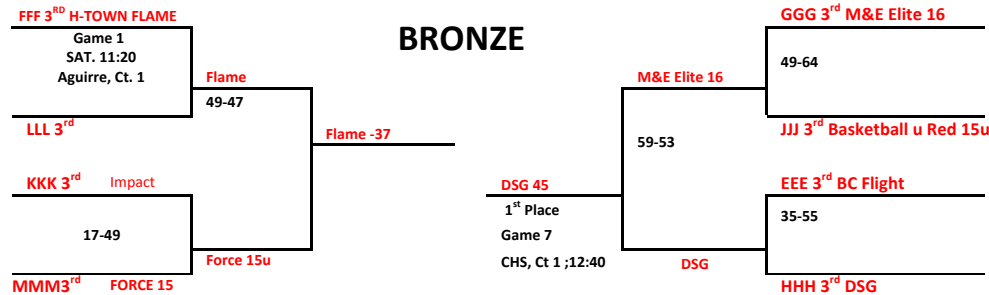 FFF 3RD H-TOWN FLAME
Game 1
SAT. 11:20
Aguirre, Ct. 1
Flame
49-47
LLL 3rd
Flame -37
KKK 3rd Impact
17-49
Force 15u
MMM3rd FORCE 15
BRONZE
GGG 3rd M&E Elite 16
49-64
M&E Elite 16
JJJ 3rd Basketball u Red 15u
59-53
DSG 45
1st Place
Game 7
CHS, Ct 1 ;12:40
EEE 3rd BC Flight
35-55
DSG
HHH 3rd DSG